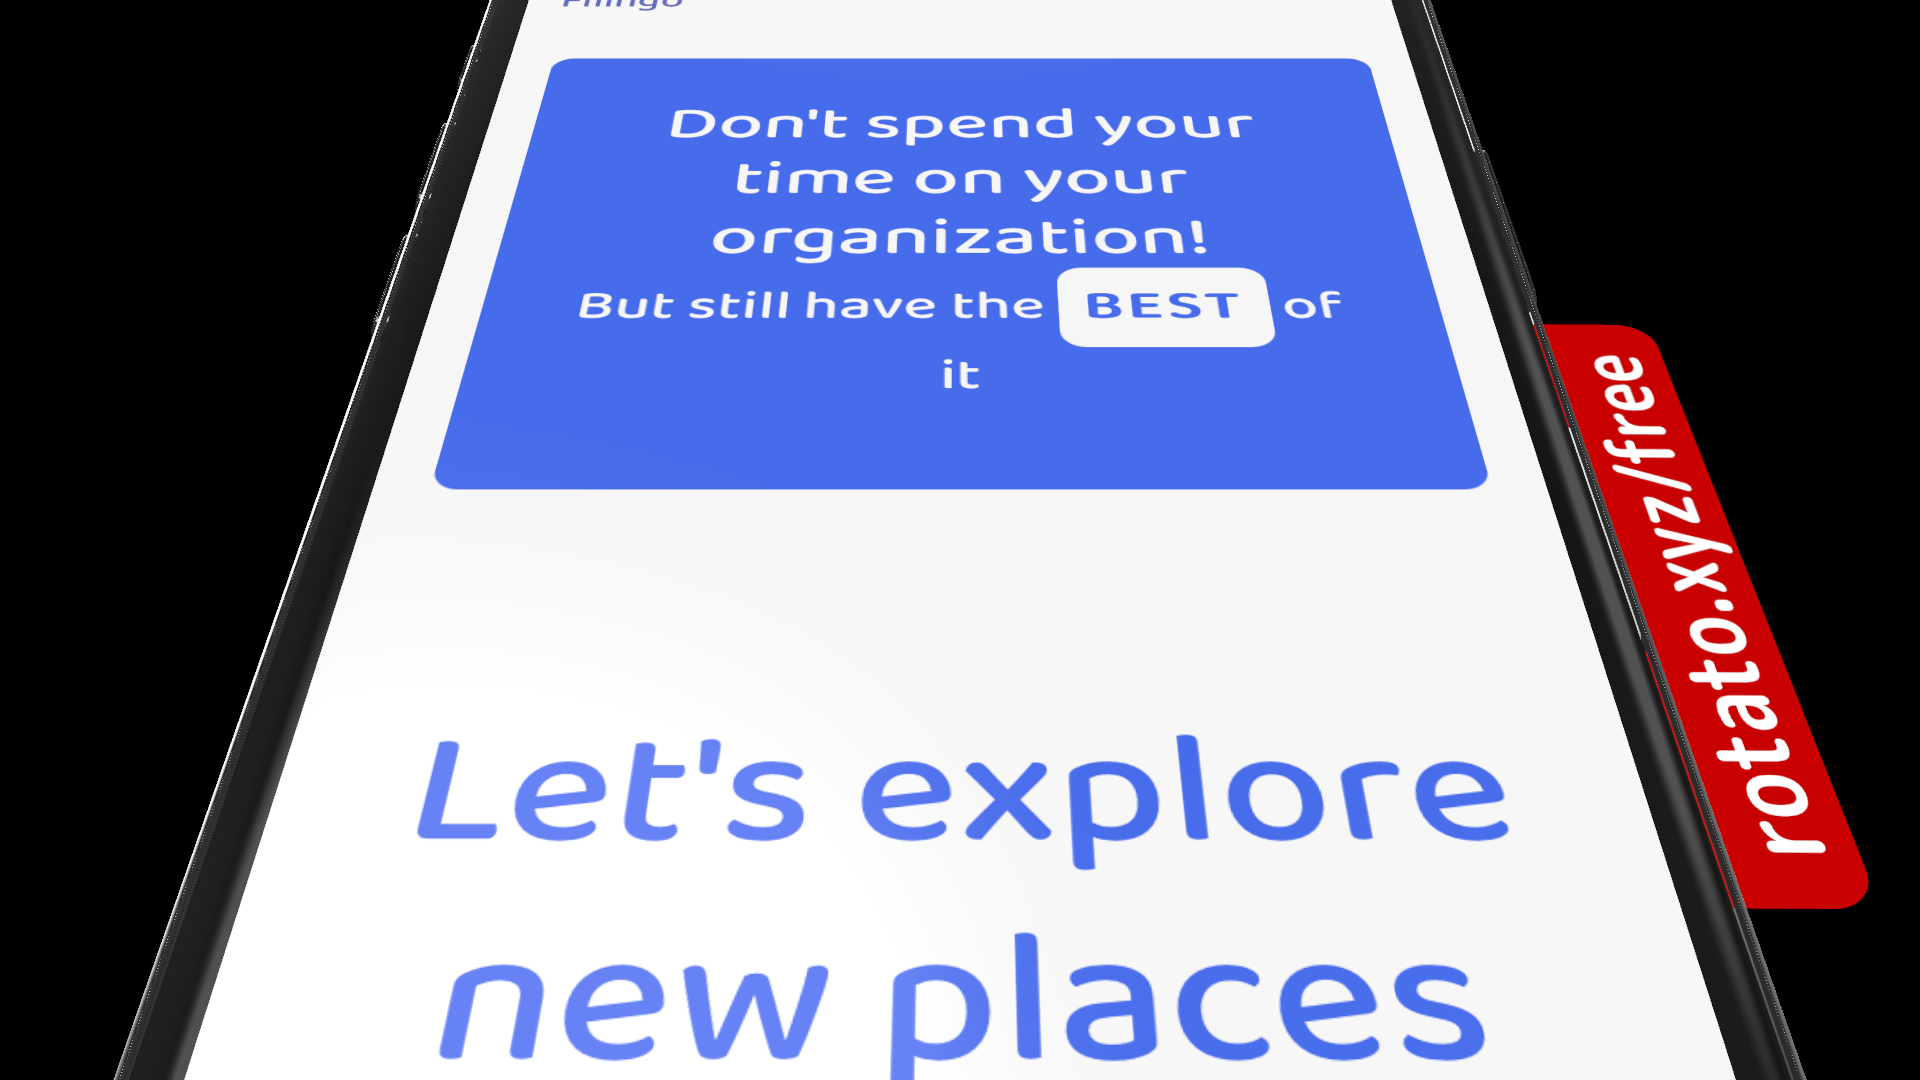 Don't spend your
time on your
organization!
But still have the BEST of
it
Let's explore
new places
rotato.xyz/free